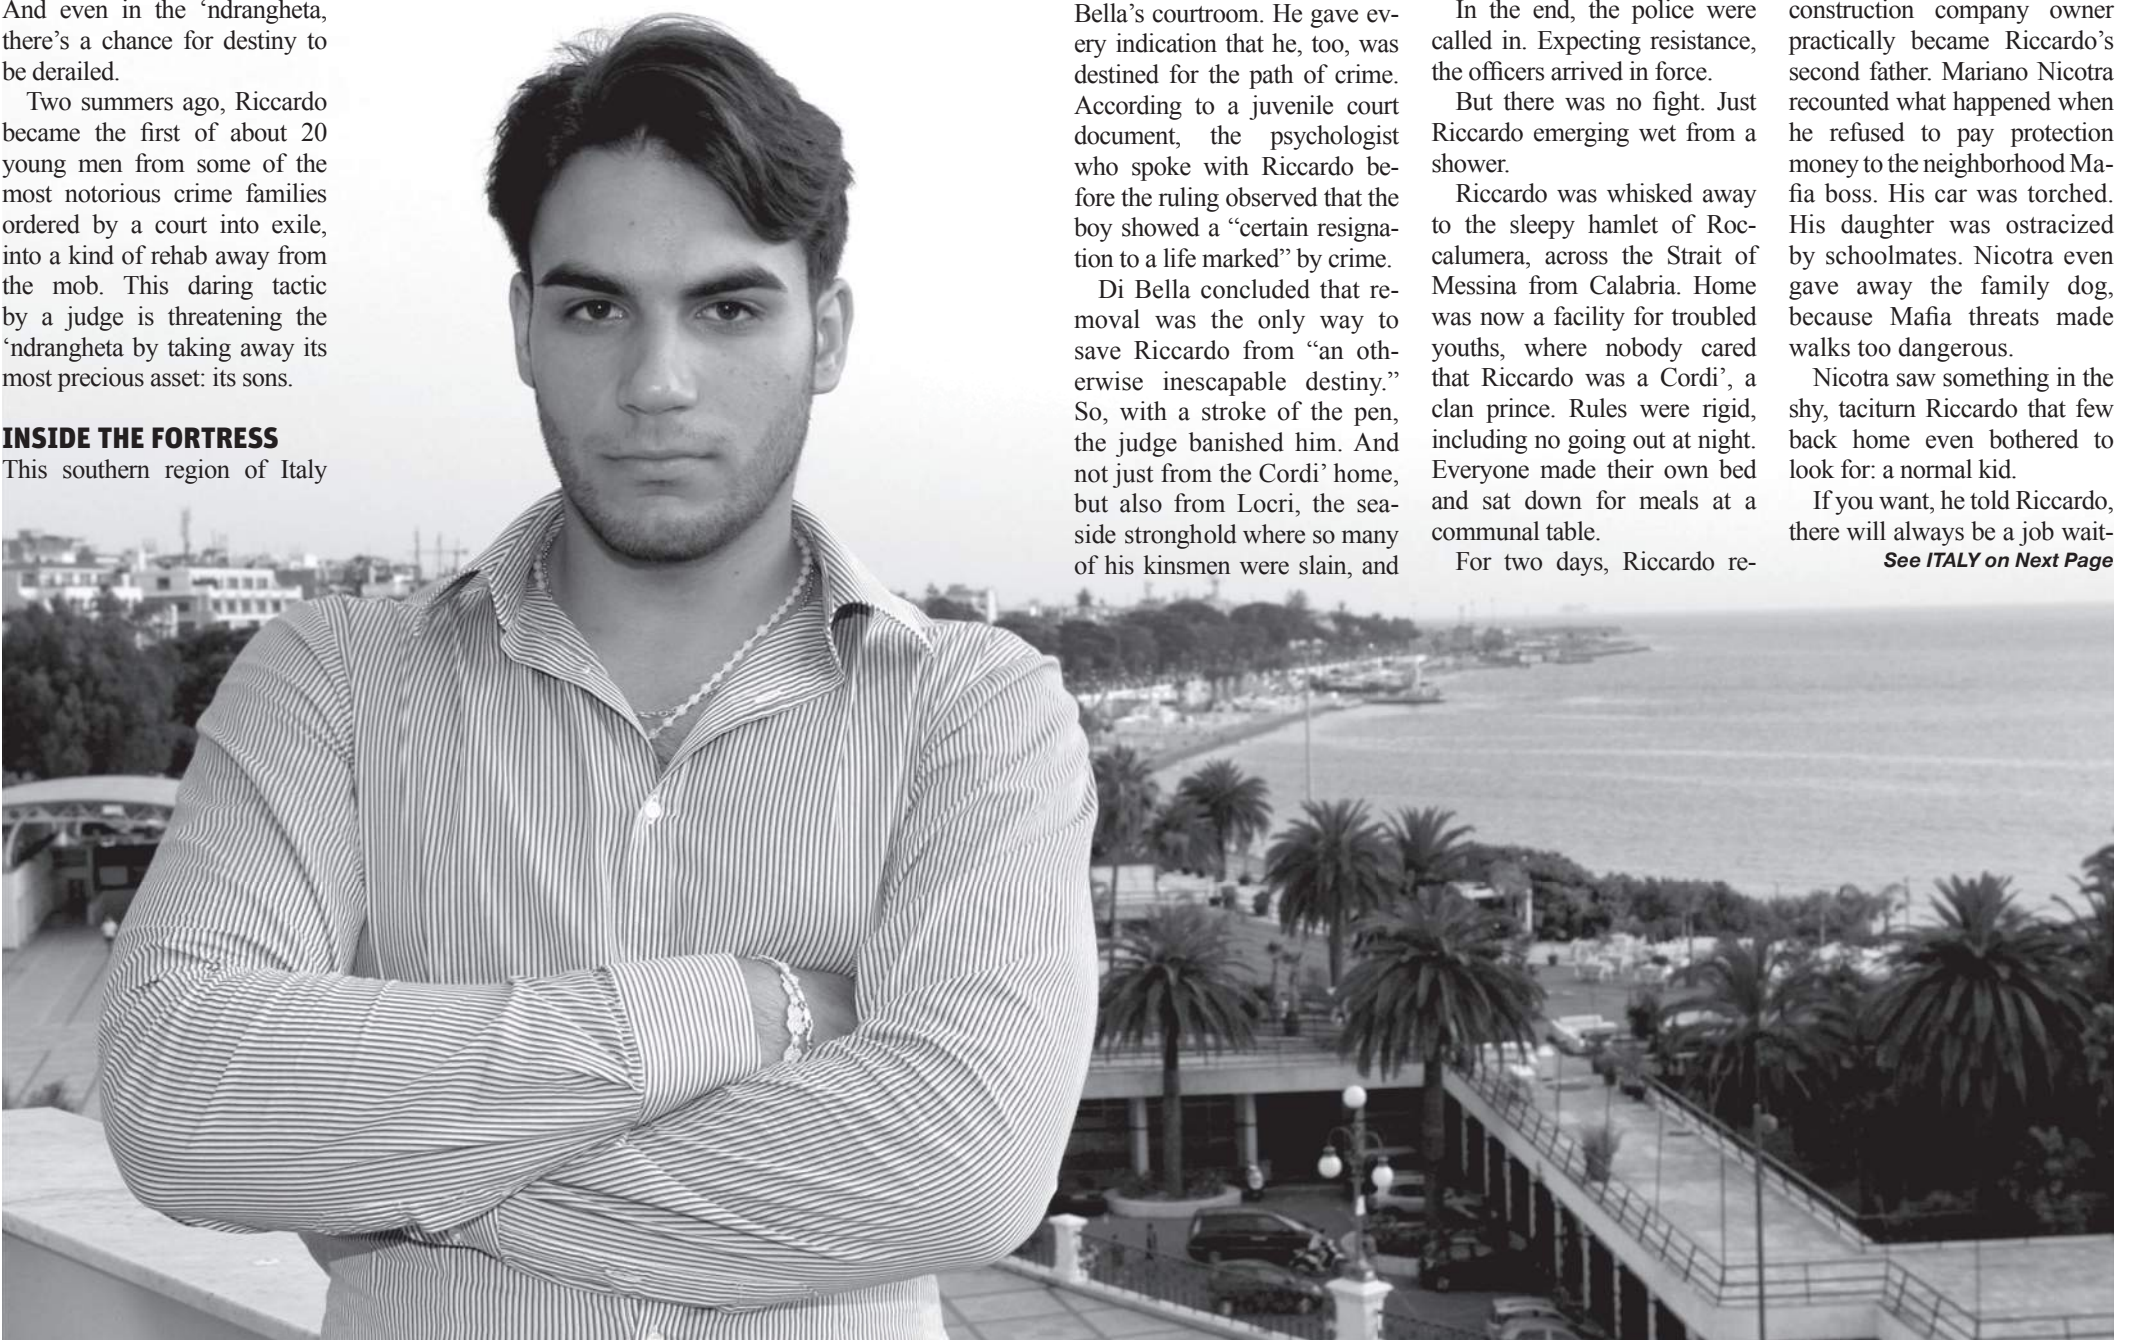 And even in the ‘ndrangheta,
there’s a chance for destiny to
be derailed.
Two summers ago, Riccardo
became the first of about 20
young men from some of the
most notorious crime families
ordered by a court into exile,
into a kind of rehab away from
the mob. This daring tactic
by a judge is threatening the
‘ndrangheta by taking away its
most precious asset: its sons.
INSIDE THE FORTRESS
This southern region of Italy
Bella’s courtroom. He gave ev-
ery indication that he, too, was
destined for the path of crime.
According to a juvenile court
document, the psychologist
who spoke with Riccardo be-
fore the ruling observed that the
boy showed a “certain resigna-
tion to a life marked” by crime.
Di Bella concluded that re-
moval was the only way to
save Riccardo from “an oth-
erwise inescapable destiny.”
So, with a stroke of the pen,
the judge banished him. And
not just from the Cordi’ home,
but also from Locri, the sea-
side stronghold where so many
of his kinsmen were slain, and
In the end, the police were
called in. Expecting resistance,
the officers arrived in force.
But there was no fight. Just
Riccardo emerging wet from a
shower.
Riccardo was whisked away
to the sleepy hamlet of Roc-
calumera, across the Strait of
Messina from Calabria. Home
was now a facility for troubled
youths, where nobody cared
that Riccardo was a Cordi’, a
clan prince. Rules were rigid,
including no going out at night.
Everyone made their own bed
and sat down for meals at a
communal table.
For two days, Riccardo re-
construction company owner
practically became Riccardo’s
second father. Mariano Nicotra
recounted what happened when
he refused to pay protection
money to the neighborhood Ma-
fia boss. His car was torched.
His daughter was ostracized
by schoolmates. Nicotra even
gave away the family dog,
because Mafia threats made
walks too dangerous.
Nicotra saw something in the
shy, taciturn Riccardo that few
back home even bothered to
look for: a normal kid.
If you want, he told Riccardo,
there will always be a job wait-
See ITALY on Next Page